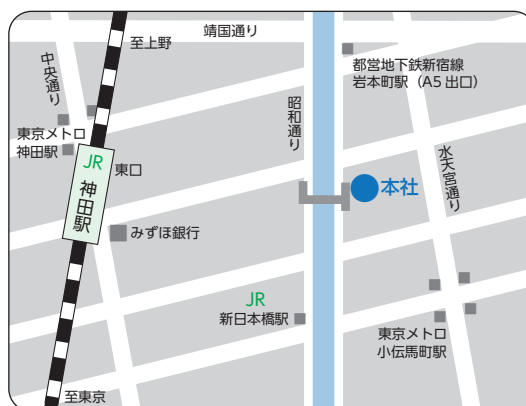 靖国通り
至上野
中央通り
都営地下鉄新宿線
岩本町駅（A5 出口）
昭和通り
東京メトロ
神田駅
JR
神田駅
東口
水天宮通り
本社
みずほ銀行
JR
新日本橋駅
東京メトロ
小伝馬町駅
至東京